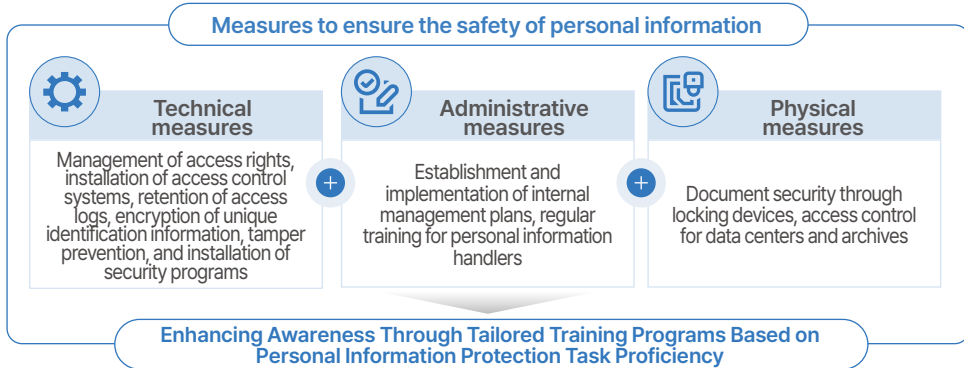 Measures to ensure the safety of personal information
Technical
measures
Management of access rights,
installation of access control
systems, retention of access
logs, encryption of unique
identification information, tamper
prevention, and installation of
security programs
+
Administrative
measures
Establishment and
implementation of internal
management plans, regular
training for personal information
handlers
+
Physical
measures
Document security through
locking devices, access control
for data centers and archives
Enhancing Awareness Through Tailored Training Programs Based on
Personal Information Protection Task Proficiency